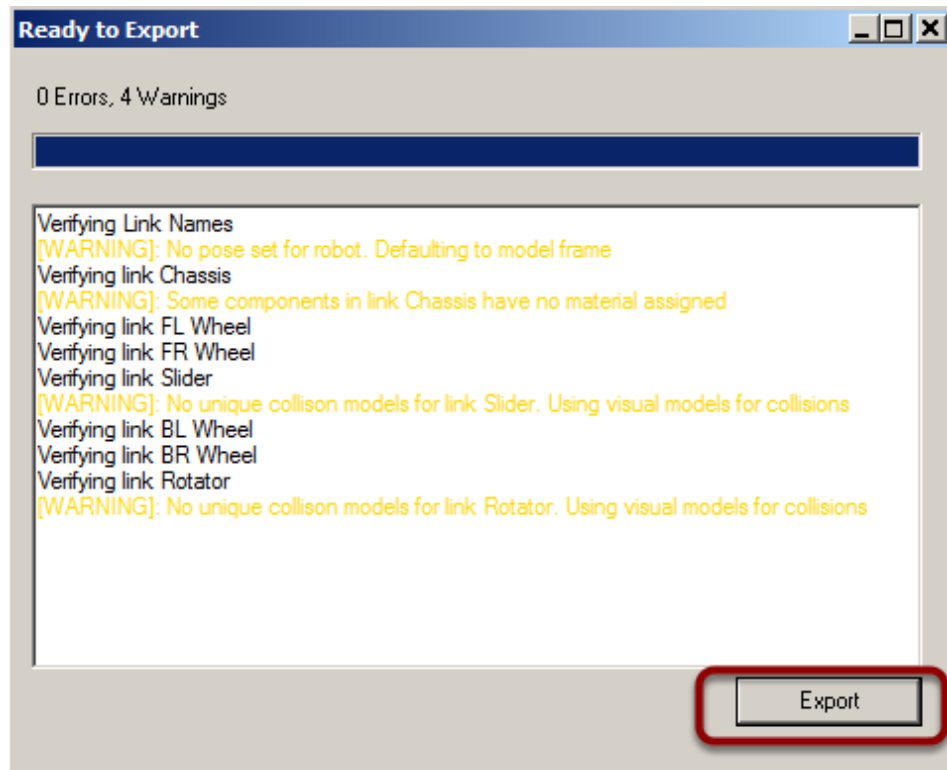 Ready to Export
0 Errors, 4 Warnings
Verifying Link Names
[WARNING]: No pose set for robot. Defaulting to model frame
Verifying link Chassis
[WARNING]: Some components in link Chassis have no material assigned
Verifying link FL Wheel
Verifying link FR Wheel
Verifying link Slider
[WARNING]: No unique collison models for link Slider. Using visual models for collisions
Verifying link BL Wheel
Verifying link BR Wheel
Verifying link Rotator
[WARNING]: No unique collison models for link Rotator. Using visual models for collisions
Export